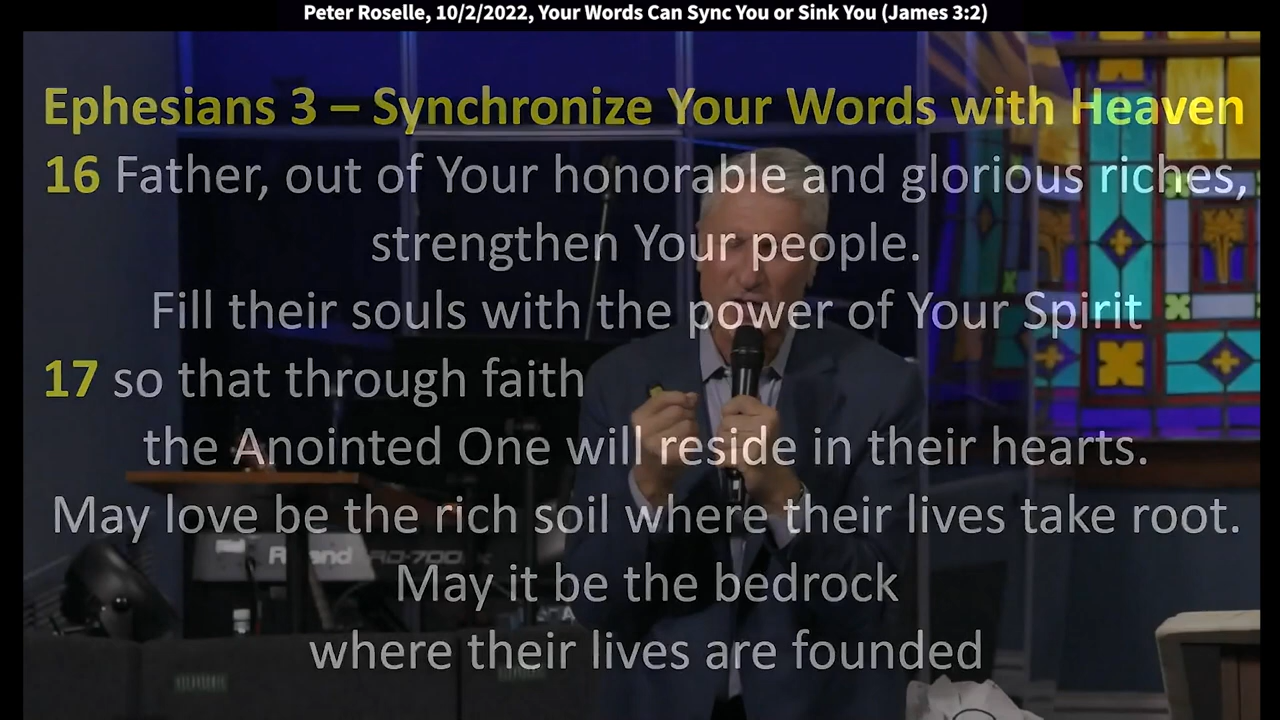 Peter Roselle, 10/2/2022, Your Words Can Sync You or Sink You (James 3:2)
Ephesians 3 – Synchronize Your Words with Heaven
16 Father, out of Your honorable and glorious riches,
strengthen Your people.
Fill their souls with the power of Your Spirit
17 so that through faith
the Anointed One will reside in their hearts.
May love be the rich soil where their lives take root.
May it be the bedrock
where their lives are founded
Roland RD-700